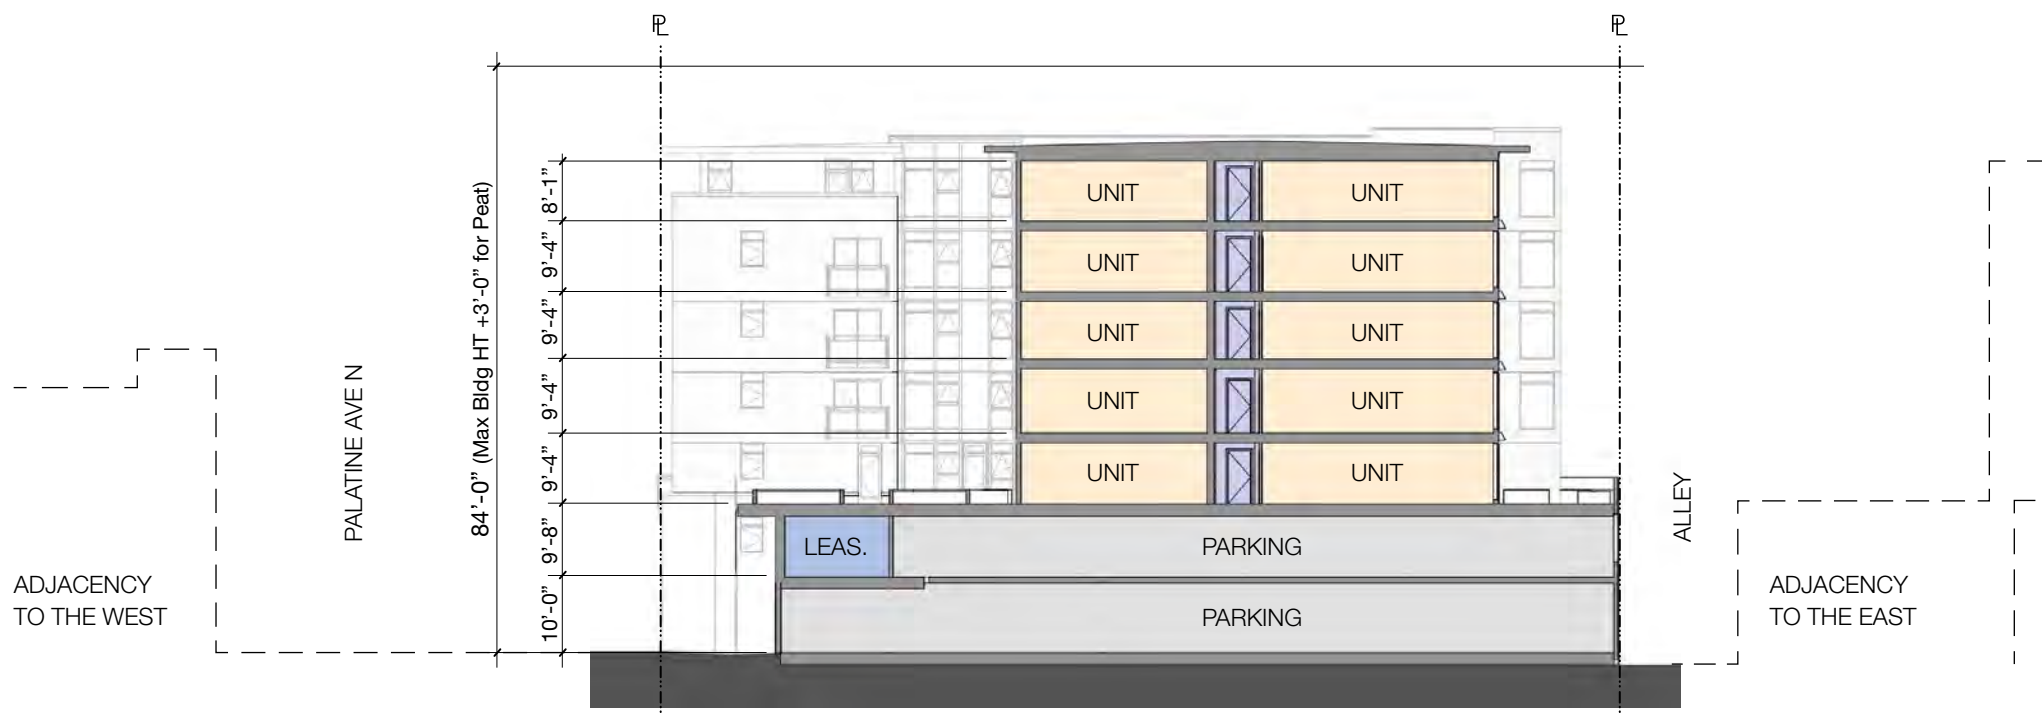 PL
PL
84'-0" (Max Bldg HT +3'-0" for Peat)
8'-1"
9'-4"
9'-4"
9'-4"
9'-4"
9'-8"
10'-0"
UNIT UNIT
UNIT UNIT
UNIT UNIT
UNIT UNIT
UNIT UNIT
LEAS. PARKING
PARKING
PALATINE AVE N
ALLEY
ADJACENCY
TO THE WEST
ADJACENCY
TO THE EAST